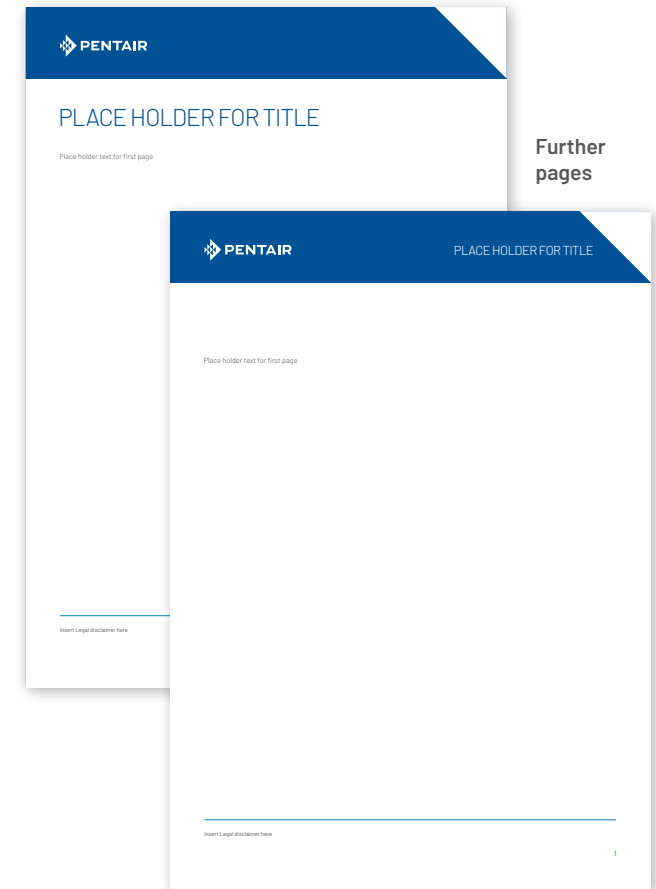 PENTAIR
PLACE HOLDER FOR TITLE
Place holder text for first page
Insert Legal disclaimer here
Further
pages
PENTAIR
PLACE HOLDER FOR TITLE
Place holder text for first page
Insert Legal disclaimer here
1